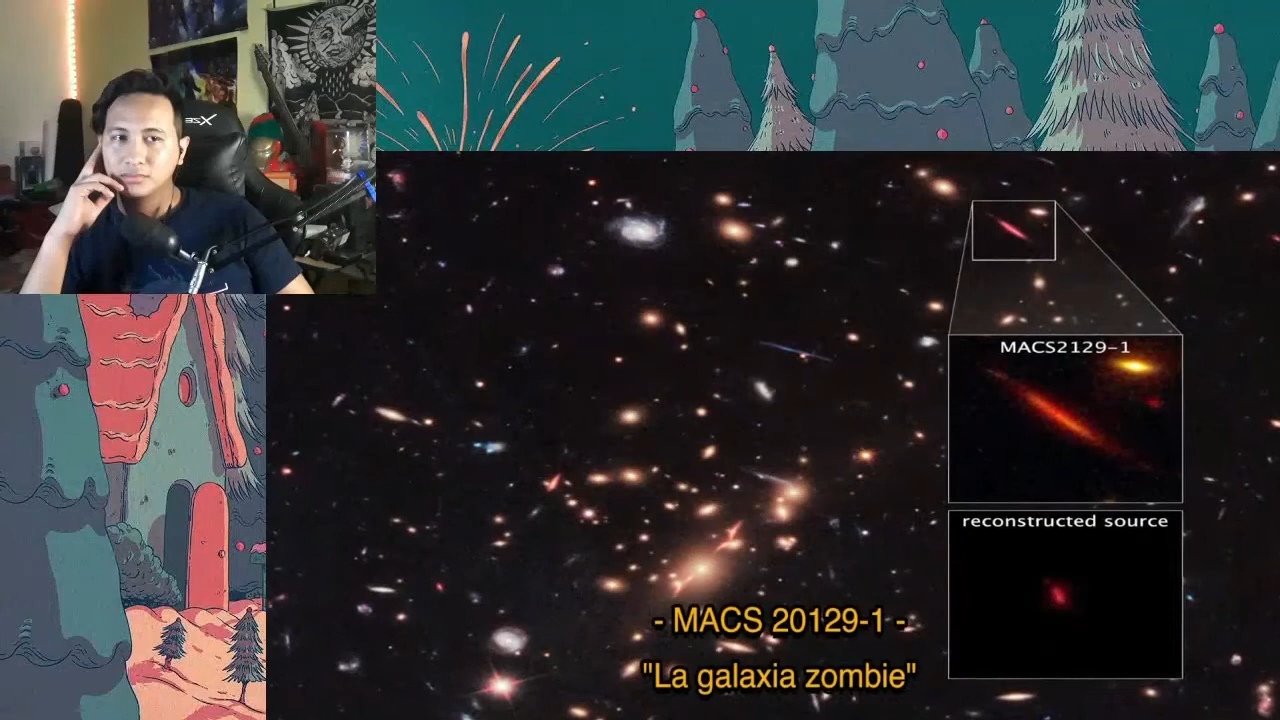 MACS2129-1
reconstructed source
- MACS 20129-1 -
"La galaxia zombie"